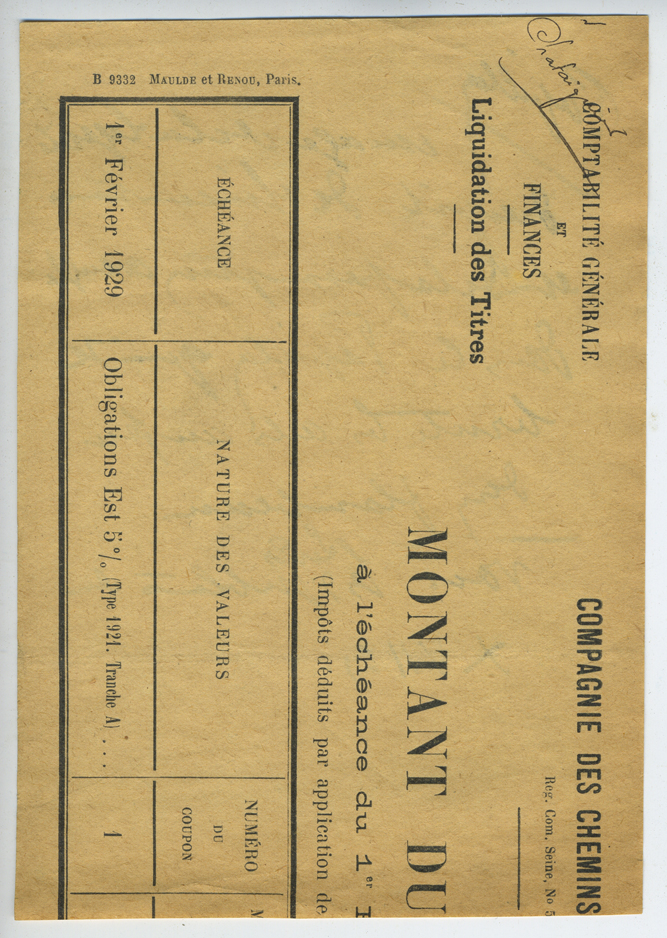 COMPTABILITÉ GÉNÉRALE
ET
FINANCES
Liquidation des Titres
COMPAGNIE DES CHEMINS
Reg. Com. Seine, No 5
MONTANT DU
à l'échéance du 1er F
(Impôts déduits par application de
ÉCHÉANCE
NATURE DES VALEURS
NUMÉRO
DU
COUPON
M
1er Février 1929
Obligations Est 5% (Type 1921. Tranche A) . . .
1
B 9332 MAULDE et RENOU, Paris.